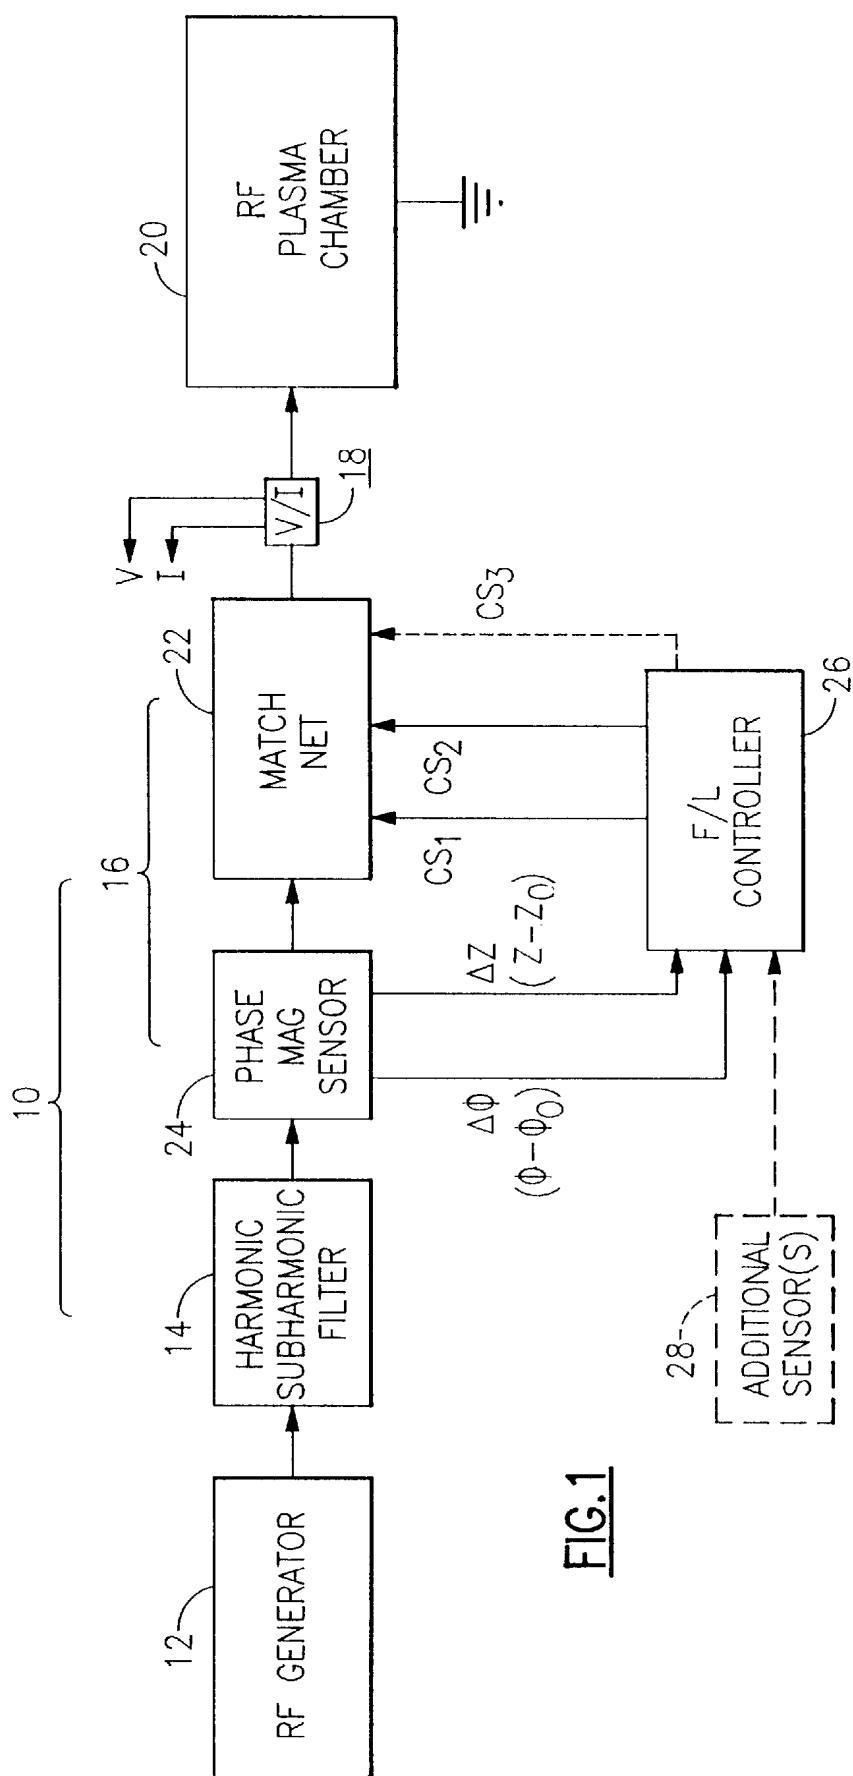 10
16
12
RF GENERATOR
14
HARMONIC
SUBHARMONIC
FILTER
24
PHASE
MAG
SENSOR
22
MATCH
NET
V
I
V/I
18
20
RF
PLASMA
CHAMBER
Δφ
(φ-φ0)
ΔZ
(Z-Z0)
CS1
CS2
CS3
28
ADDITIONAL
SENSOR(S)
F/L
CONTROLLER
26
FIG.1